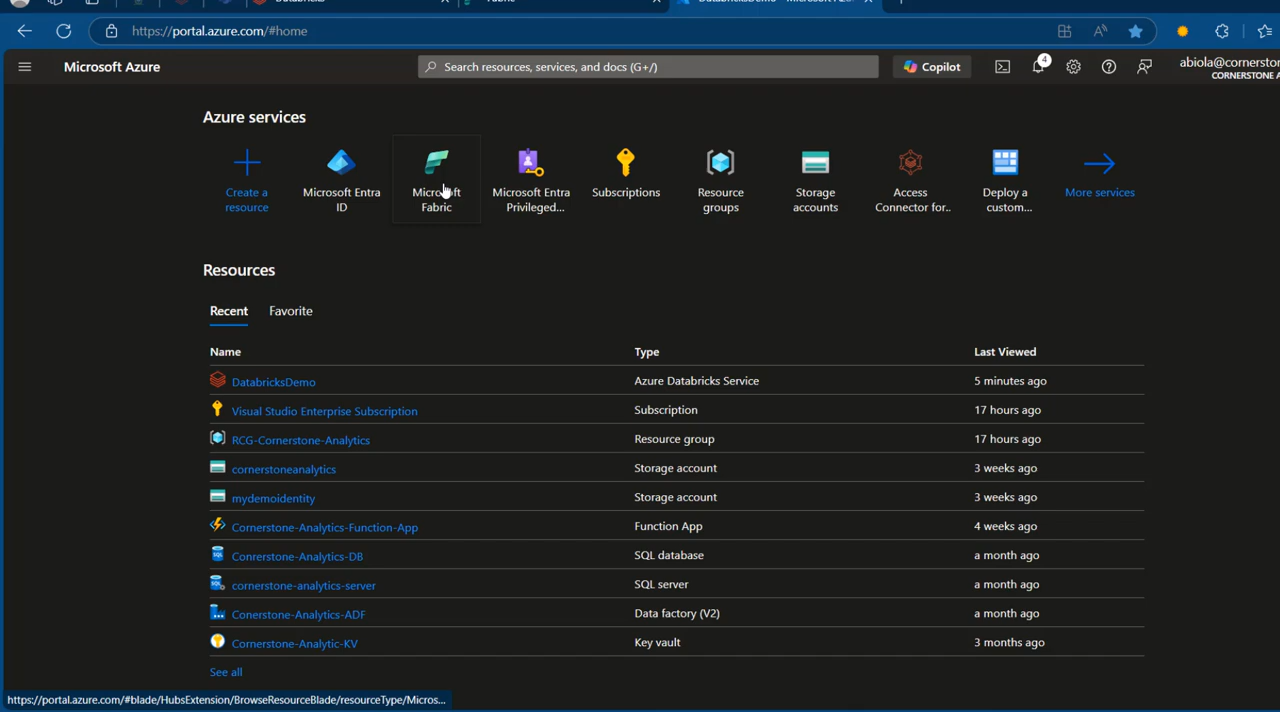 https://portal.azure.com/#home
Microsoft Azure
Search resources, services, and docs (G+/)
Copilot
4
abiola@cornerst
CORNERSTONE A
Azure services
Create a
resource
Microsoft Entra
ID
Microsoft
Fabric
Microsoft Entra
Privileged...
Subscriptions
Resource
groups
Storage
accounts
Access
Connector for...
Deploy a
custom...
More services
Resources
Recent Favorite
Name Type Last Viewed
DatabricksDemo Azure Databricks Service 5 minutes ago
Visual Studio Enterprise Subscription Subscription 17 hours ago
RCG-Cornerstone-Analytics Resource group 17 hours ago
cornerstoneanalytics Storage account 3 weeks ago
mydemoidentity Storage account 3 weeks ago
Cornerstone-Analytics-Function-App Function App 4 weeks ago
Conrerstone-Analytics-DB SQL database a month ago
cornerstone-analytics-server SQL server a month ago
Conerstone-Analytics-ADF Data factory (V2) a month ago
Cornerstone-Analytic-KV Key vault 3 months ago
See all
https://portal.azure.com/#blade/HubsExtension/BrowseResourceBlade/resourceType/Micros...